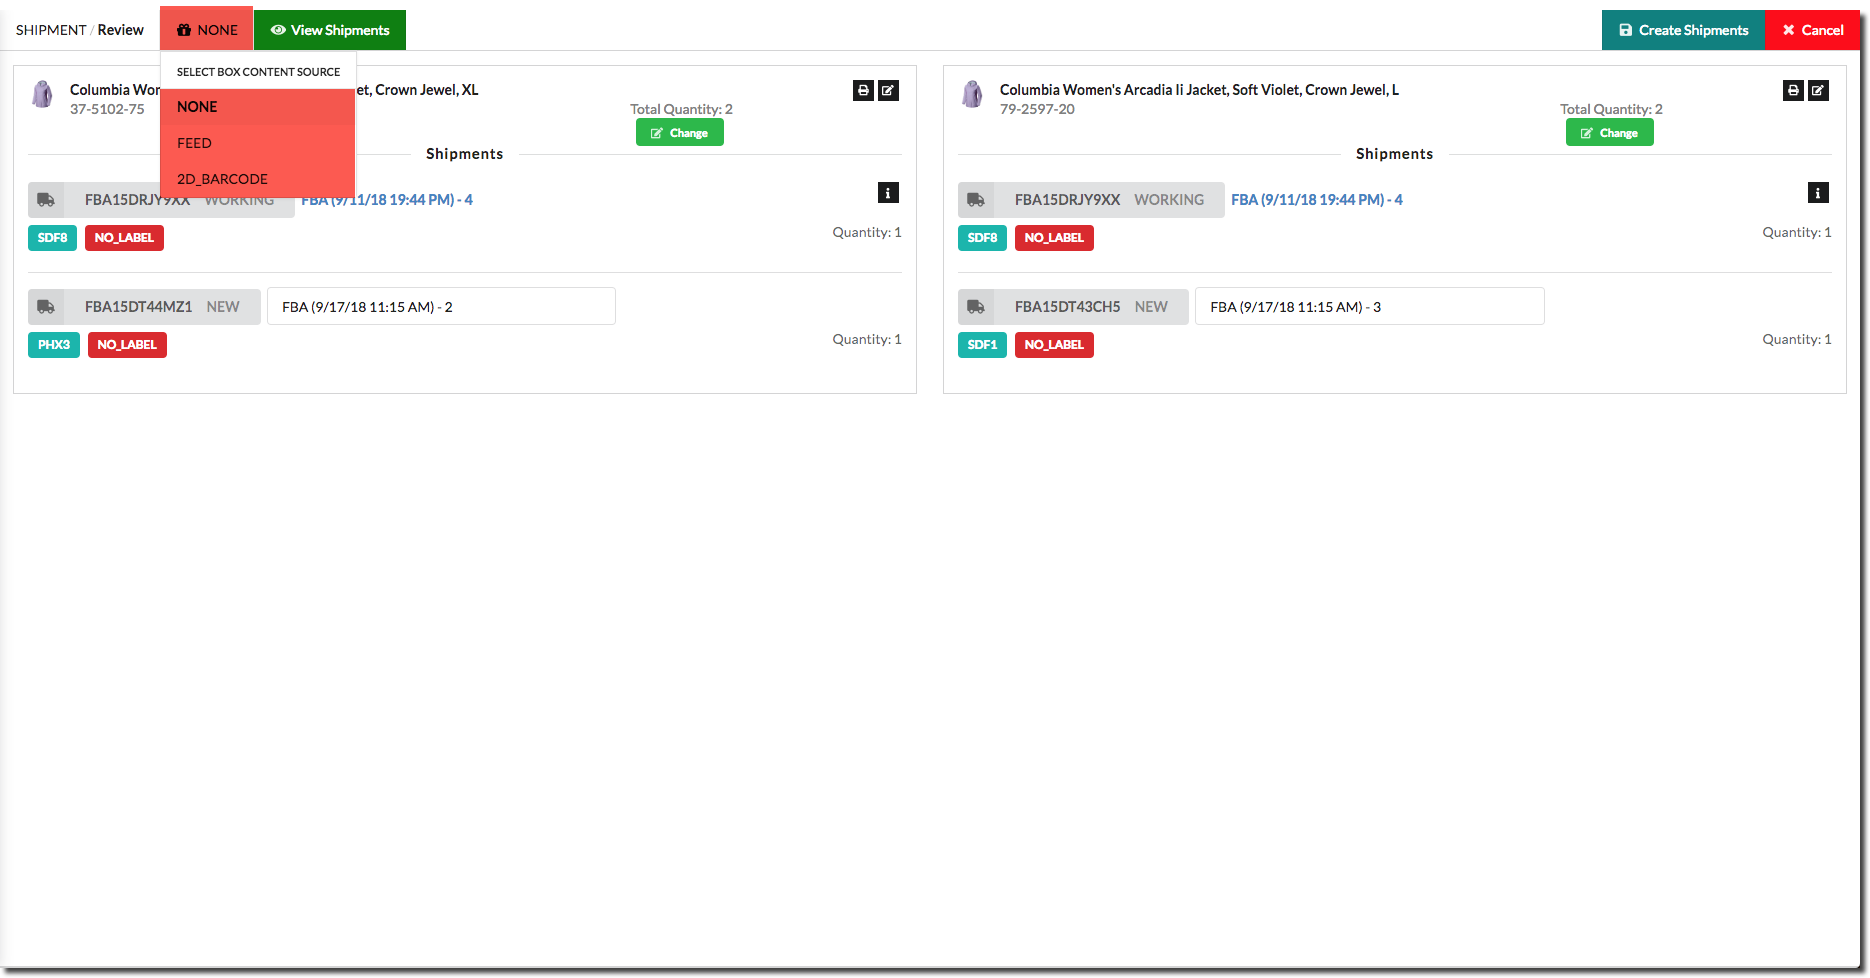 SHIPMENT / Review
NONE
View Shipments
Create Shipments
Cancel
SELECT BOX CONTENT SOURCE
NONE
FEED
2D_BARCODE
Columbia Wor
et, Crown Jewel, XL
37-5102-75
Total Quantity: 2
Change
Shipments
FBA15DRJY9XX WORKING
FBA (9/11/18 19:44 PM) - 4
i
SDF8
NO_LABEL
Quantity: 1
FBA15DT44MZ1 NEW
FBA (9/17/18 11:15 AM) - 2
PHX3
NO_LABEL
Quantity: 1
Columbia Women's Arcadia Ii Jacket, Soft Violet, Crown Jewel, L
79-2597-20
Total Quantity: 2
Change
Shipments
FBA15DRJY9XX WORKING
FBA (9/11/18 19:44 PM) - 4
i
SDF8
NO_LABEL
Quantity: 1
FBA15DT43CH5 NEW
FBA (9/17/18 11:15 AM) - 3
SDF1
NO_LABEL
Quantity: 1